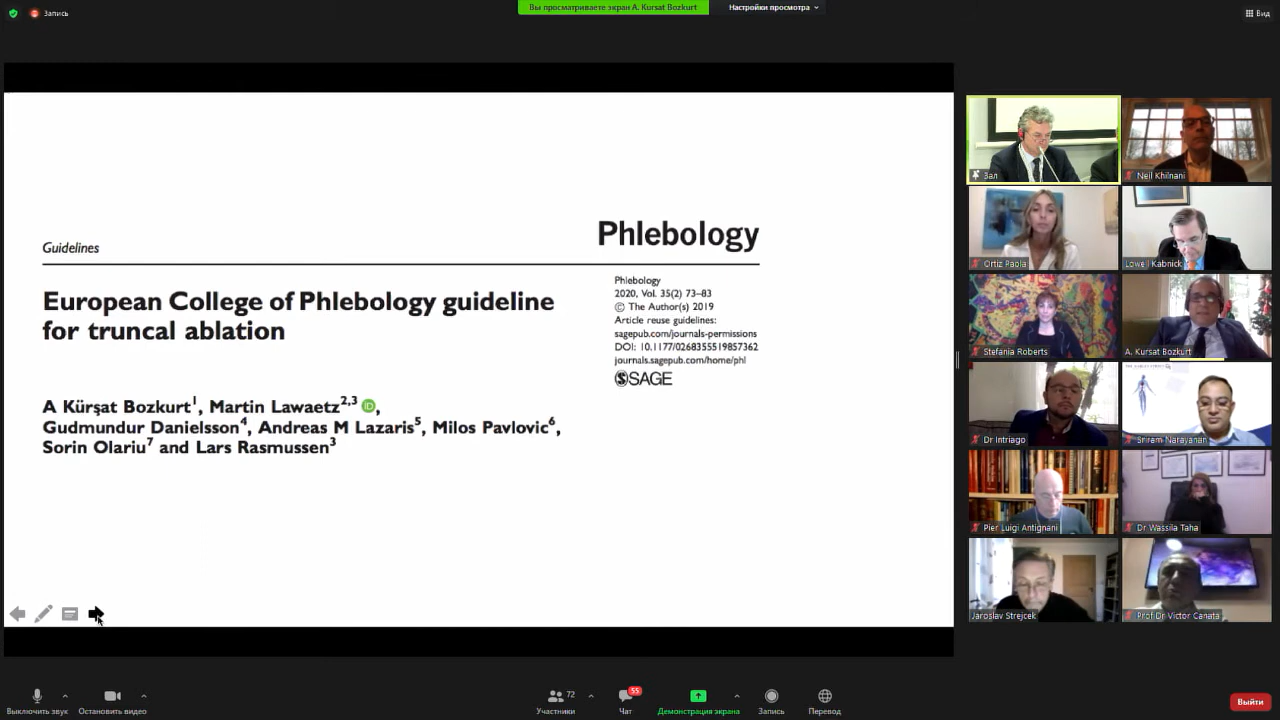 Запись
Вы просматриваете экран A. Kursat Bozkurt
Настройки просмотра
Вид
Guidelines
Phlebology
European College of Phlebology guideline
for truncal ablation
Phlebology
2020, Vol. 35(2) 73–83
© The Author(s) 2019
Article reuse guidelines:
sagepub.com/journals-permissions
DOI: 10.1177/0268355519857362
journals.sagepub.com/home/phl
SAGE
A Kürşat Bozkurt1, Martin Lawaetz2,3 iD,
Gudmundur Danielsson4, Andreas M Lazaris5, Milos Pavlovic6,
Sorin Olariu7 and Lars Rasmussen3
Зал
Neil Khilnani
Ortiz Paola
Lowell Kabnick
Stefania Roberts
A. Kursat Bozkurt
Dr Intriago
Sriram Narayanan
Pier Luigi Antignani
Dr Wassila Taha
Jaroslav Strejcek
Prof Dr Victor Canata
Выключить звук
Остановить видео
72
Участники
55
Чат
Демонстрация экрана
Запись
Перевод
Выйти